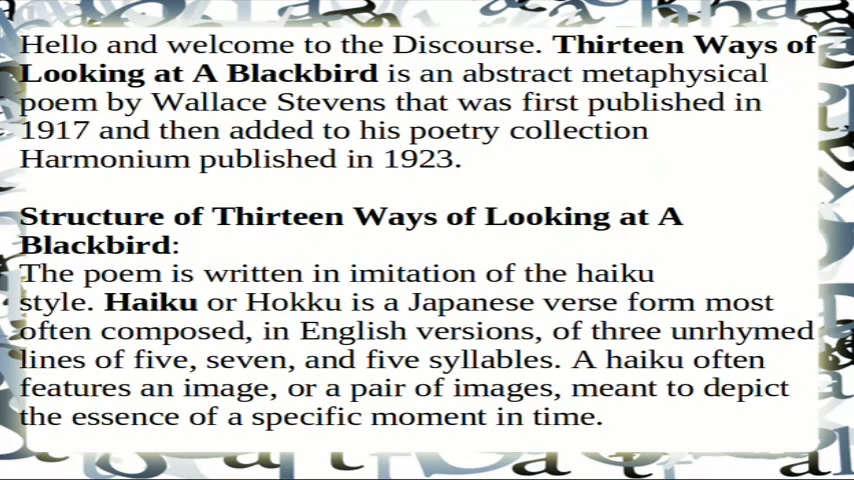 Hello and welcome to the Discourse. Thirteen Ways of
Looking at A Blackbird is an abstract metaphysical
poem by Wallace Stevens that was first published in
1917 and then added to his poetry collection
Harmonium published in 1923.
Structure of Thirteen Ways of Looking at A
Blackbird:
The poem is written in imitation of the haiku
style. Haiku or Hokku is a Japanese verse form most
often composed, in English versions, of three unrhymed
lines of five, seven, and five syllables. A haiku often
features an image, or a pair of images, meant to depict
the essence of a specific moment in time.